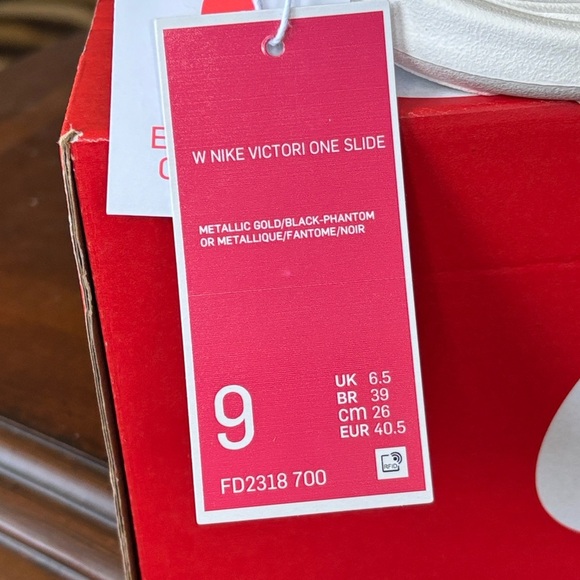 W NIKE VICTORI ONE SLIDE
METALLIC GOLD/BLACK-PHANTOM
OR METALLIQUE/FANTOME/NOIR
9
UK 6.5
BR 39
cm 26
EUR 40.5
RFID
FD2318 700